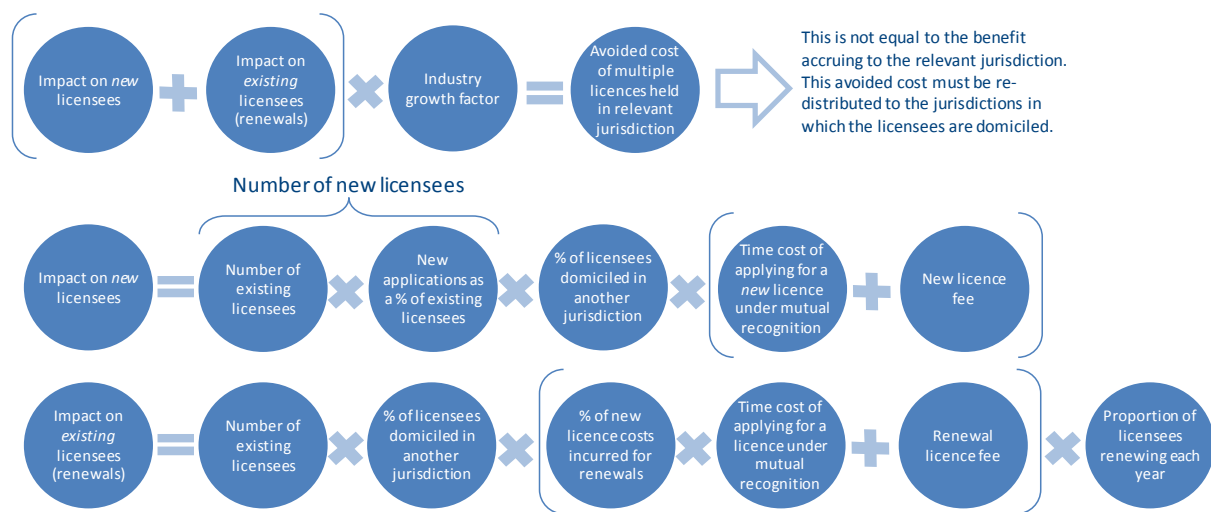 Impact on new
licensees
Impact on
existing
licensees
(renewals)
Industry
growth factor
Avoided cost
of multiple
licences held
in relevant
jurisdiction
This is not equal to the benefit
accruing to the relevant jurisdiction.
This avoided cost must be re-
distributed to the jurisdictions in
which the licensees are domiciled.
Number of new licensees
Impact on new
licensees
Number of
existing
licensees
New
applications as
a % of existing
licensees
% of licensees
domiciled in
another
jurisdiction
Time cost of
applying for a
new licence
under mutual
recognition
New licence
fee
Impact on
existing
licensees
(renewals)
Number of
existing
licensees
% of licensees
domiciled in
another
jurisdiction
% of new
licence costs
incurred for
renewals
Time cost of
applying for a
licence under
mutual
recognition
Renewal
licence fee
Proportion of
licensees
renewing each
year